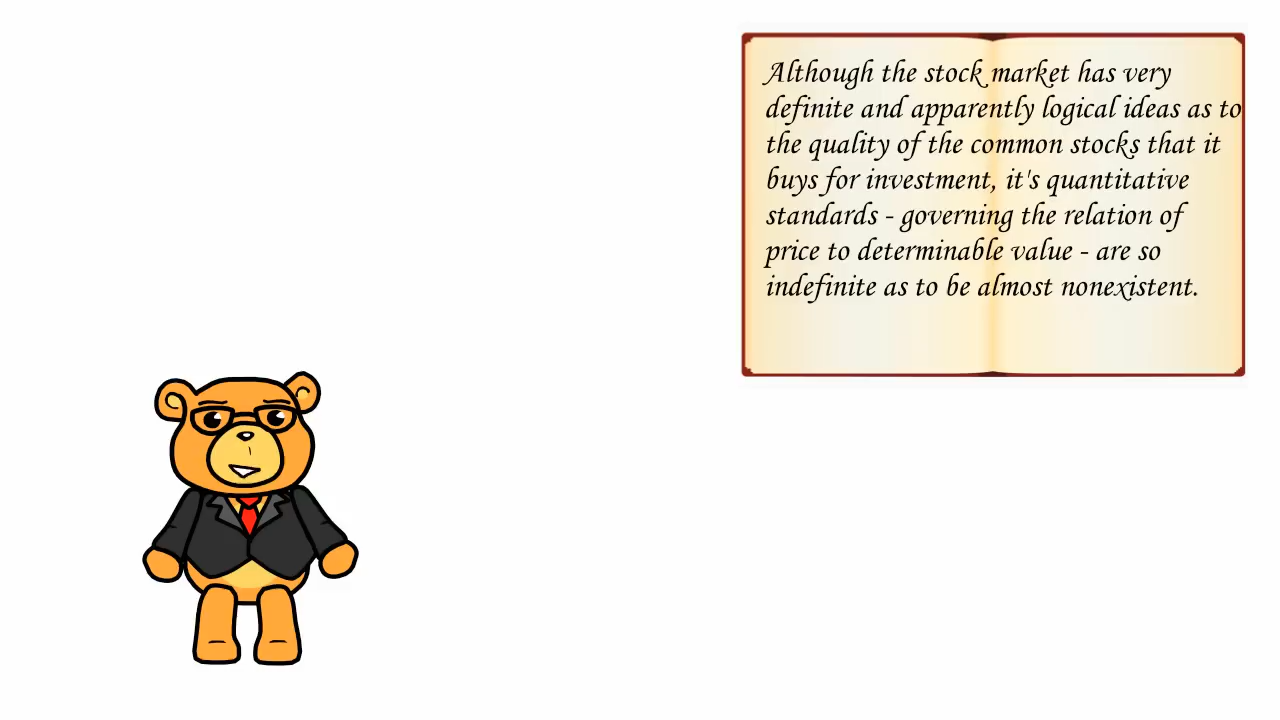 Although the stock market has very
definite and apparently logical ideas as to
the quality of the common stocks that it
buys for investment, it's quantitative
standards - governing the relation of
price to determinable value - are so
indefinite as to be almost nonexistent.